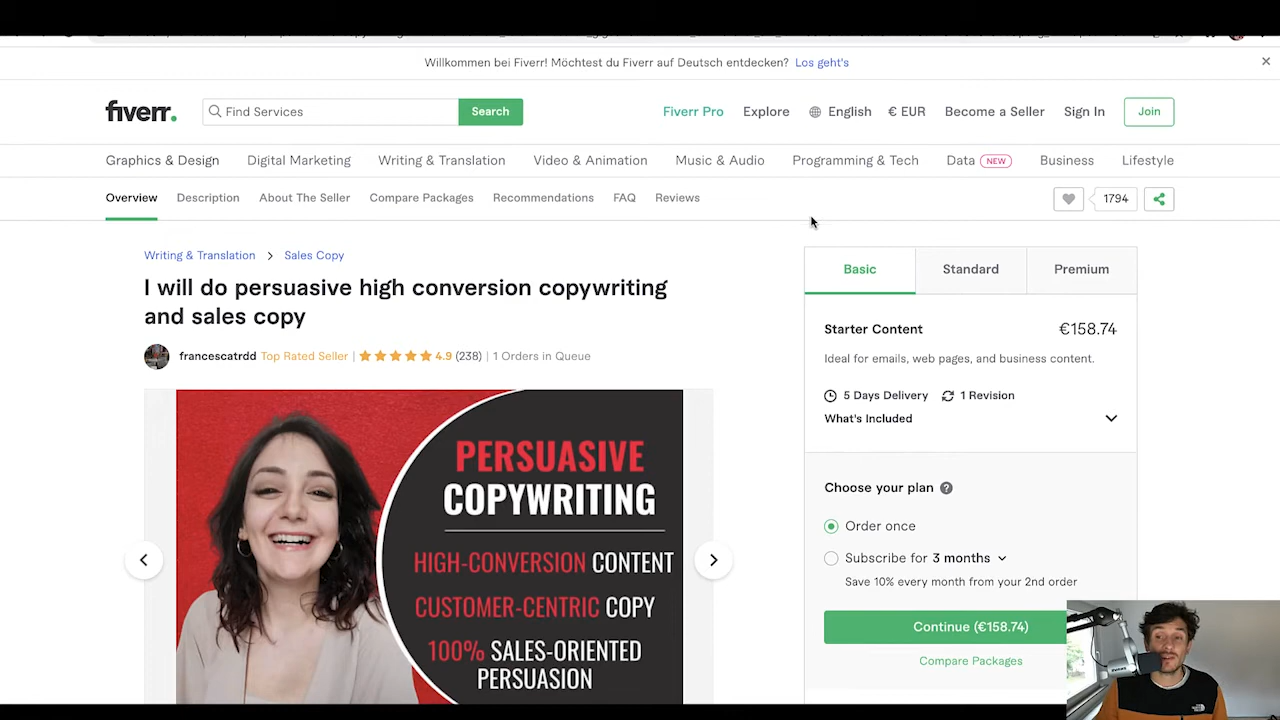 Willkommen bei Fiverr! Möchtest du Fiverr auf Deutsch entdecken? Los geht's
fiverr.
Find Services
Search
Fiverr Pro
Explore
English
€ EUR
Become a Seller
Sign In
Join
Graphics & Design
Digital Marketing
Writing & Translation
Video & Animation
Music & Audio
Programming & Tech
Data NEW
Business
Lifestyle
Overview
Description
About The Seller
Compare Packages
Recommendations
FAQ
Reviews
1794
Writing & Translation > Sales Copy
I will do persuasive high conversion copywriting
and sales copy
francescatrdd Top Rated Seller | 4.9 (238) | 1 Orders in Queue
PERSUASIVE
COPYWRITING
HIGH-CONVERSION CONTENT
CUSTOMER-CENTRIC COPY
100% SALES-ORIENTED
PERSUASION
Basic
Standard
Premium
Starter Content
€158.74
Ideal for emails, web pages, and business content.
5 Days Delivery
1 Revision
What's Included
Choose your plan ?
Order once
Subscribe for 3 months
Save 10% every month from your 2nd order
Continue (€158.74)
Compare Packages